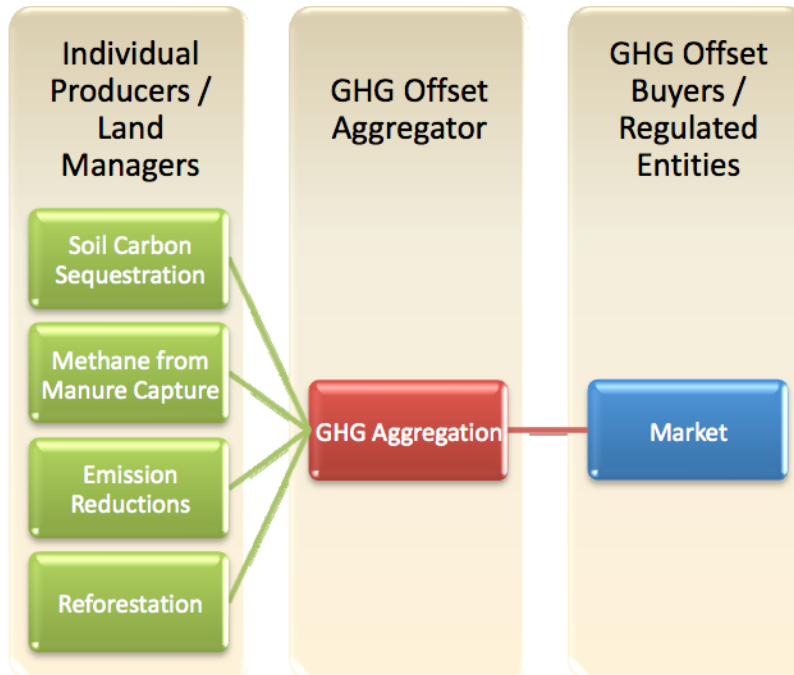 Individual
Producers /
Land
Managers
GHG Offset
Aggregator
GHG Offset
Buyers /
Regulated
Entities
Soil Carbon
Sequestration
Methane from
Manure Capture
Emission
Reductions
Reforestation
GHG Aggregation
Market